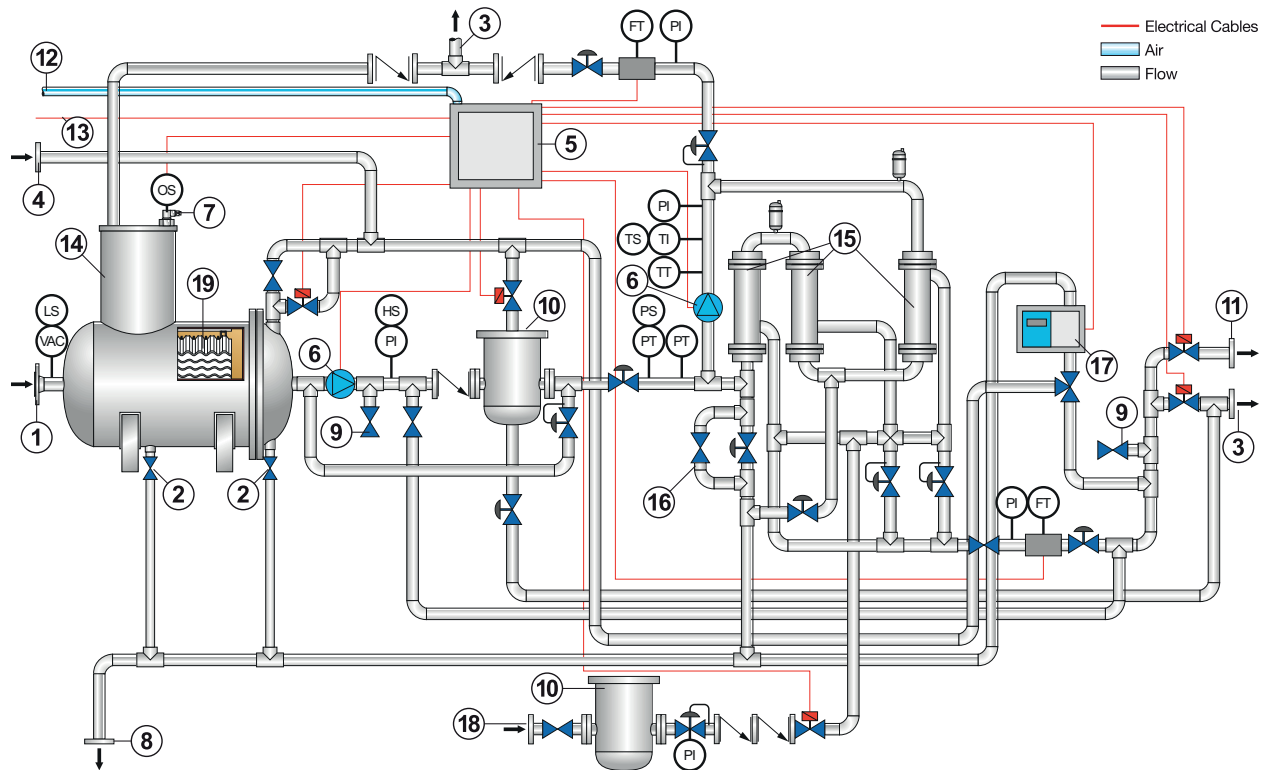 3
FT
PI
Electrical Cables
Air
Flow
12
13
5
4
OS
7
14
PI
TS
TI
TT
15
6
19
LS
VAC
HS
PI
10
6
PS
PT
PT
17
11
1
9
9
3
2
2
16
PI
FT
10
18
8
PI